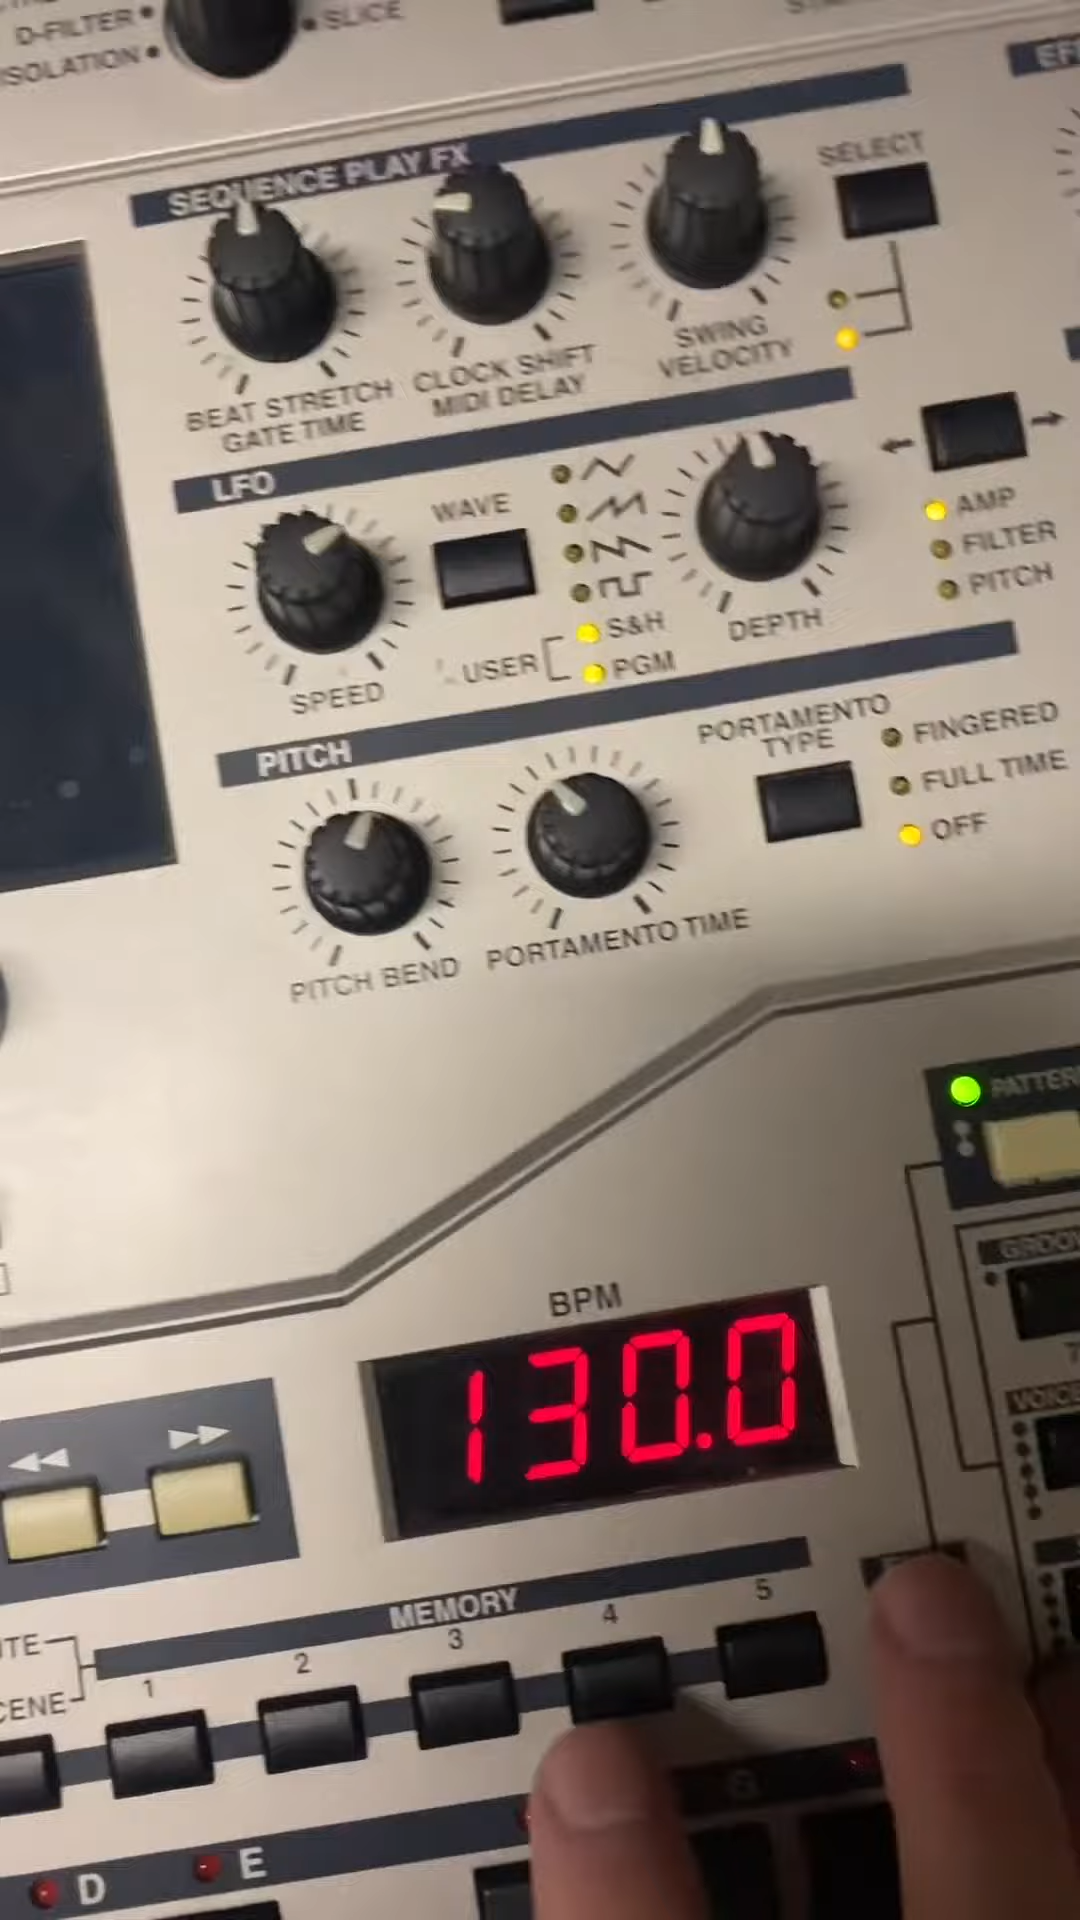 D-FILTER
ISOLATION
SLICE
SEQUENCE PLAY FX
SELECT
BEAT STRETCH
GATE TIME
CLOCK SHIFT
MIDI DELAY
SWING
VELOCITY
LFO
WAVE
AMP
FILTER
PITCH
S&H
USER
PGM
SPEED
DEPTH
PITCH
PORTAMENTO
TYPE
FINGERED
FULL TIME
OFF
PITCH BEND
PORTAMENTO TIME
PATTER
BPM
130.0
MEMORY
1
2
3
4
5
D
E